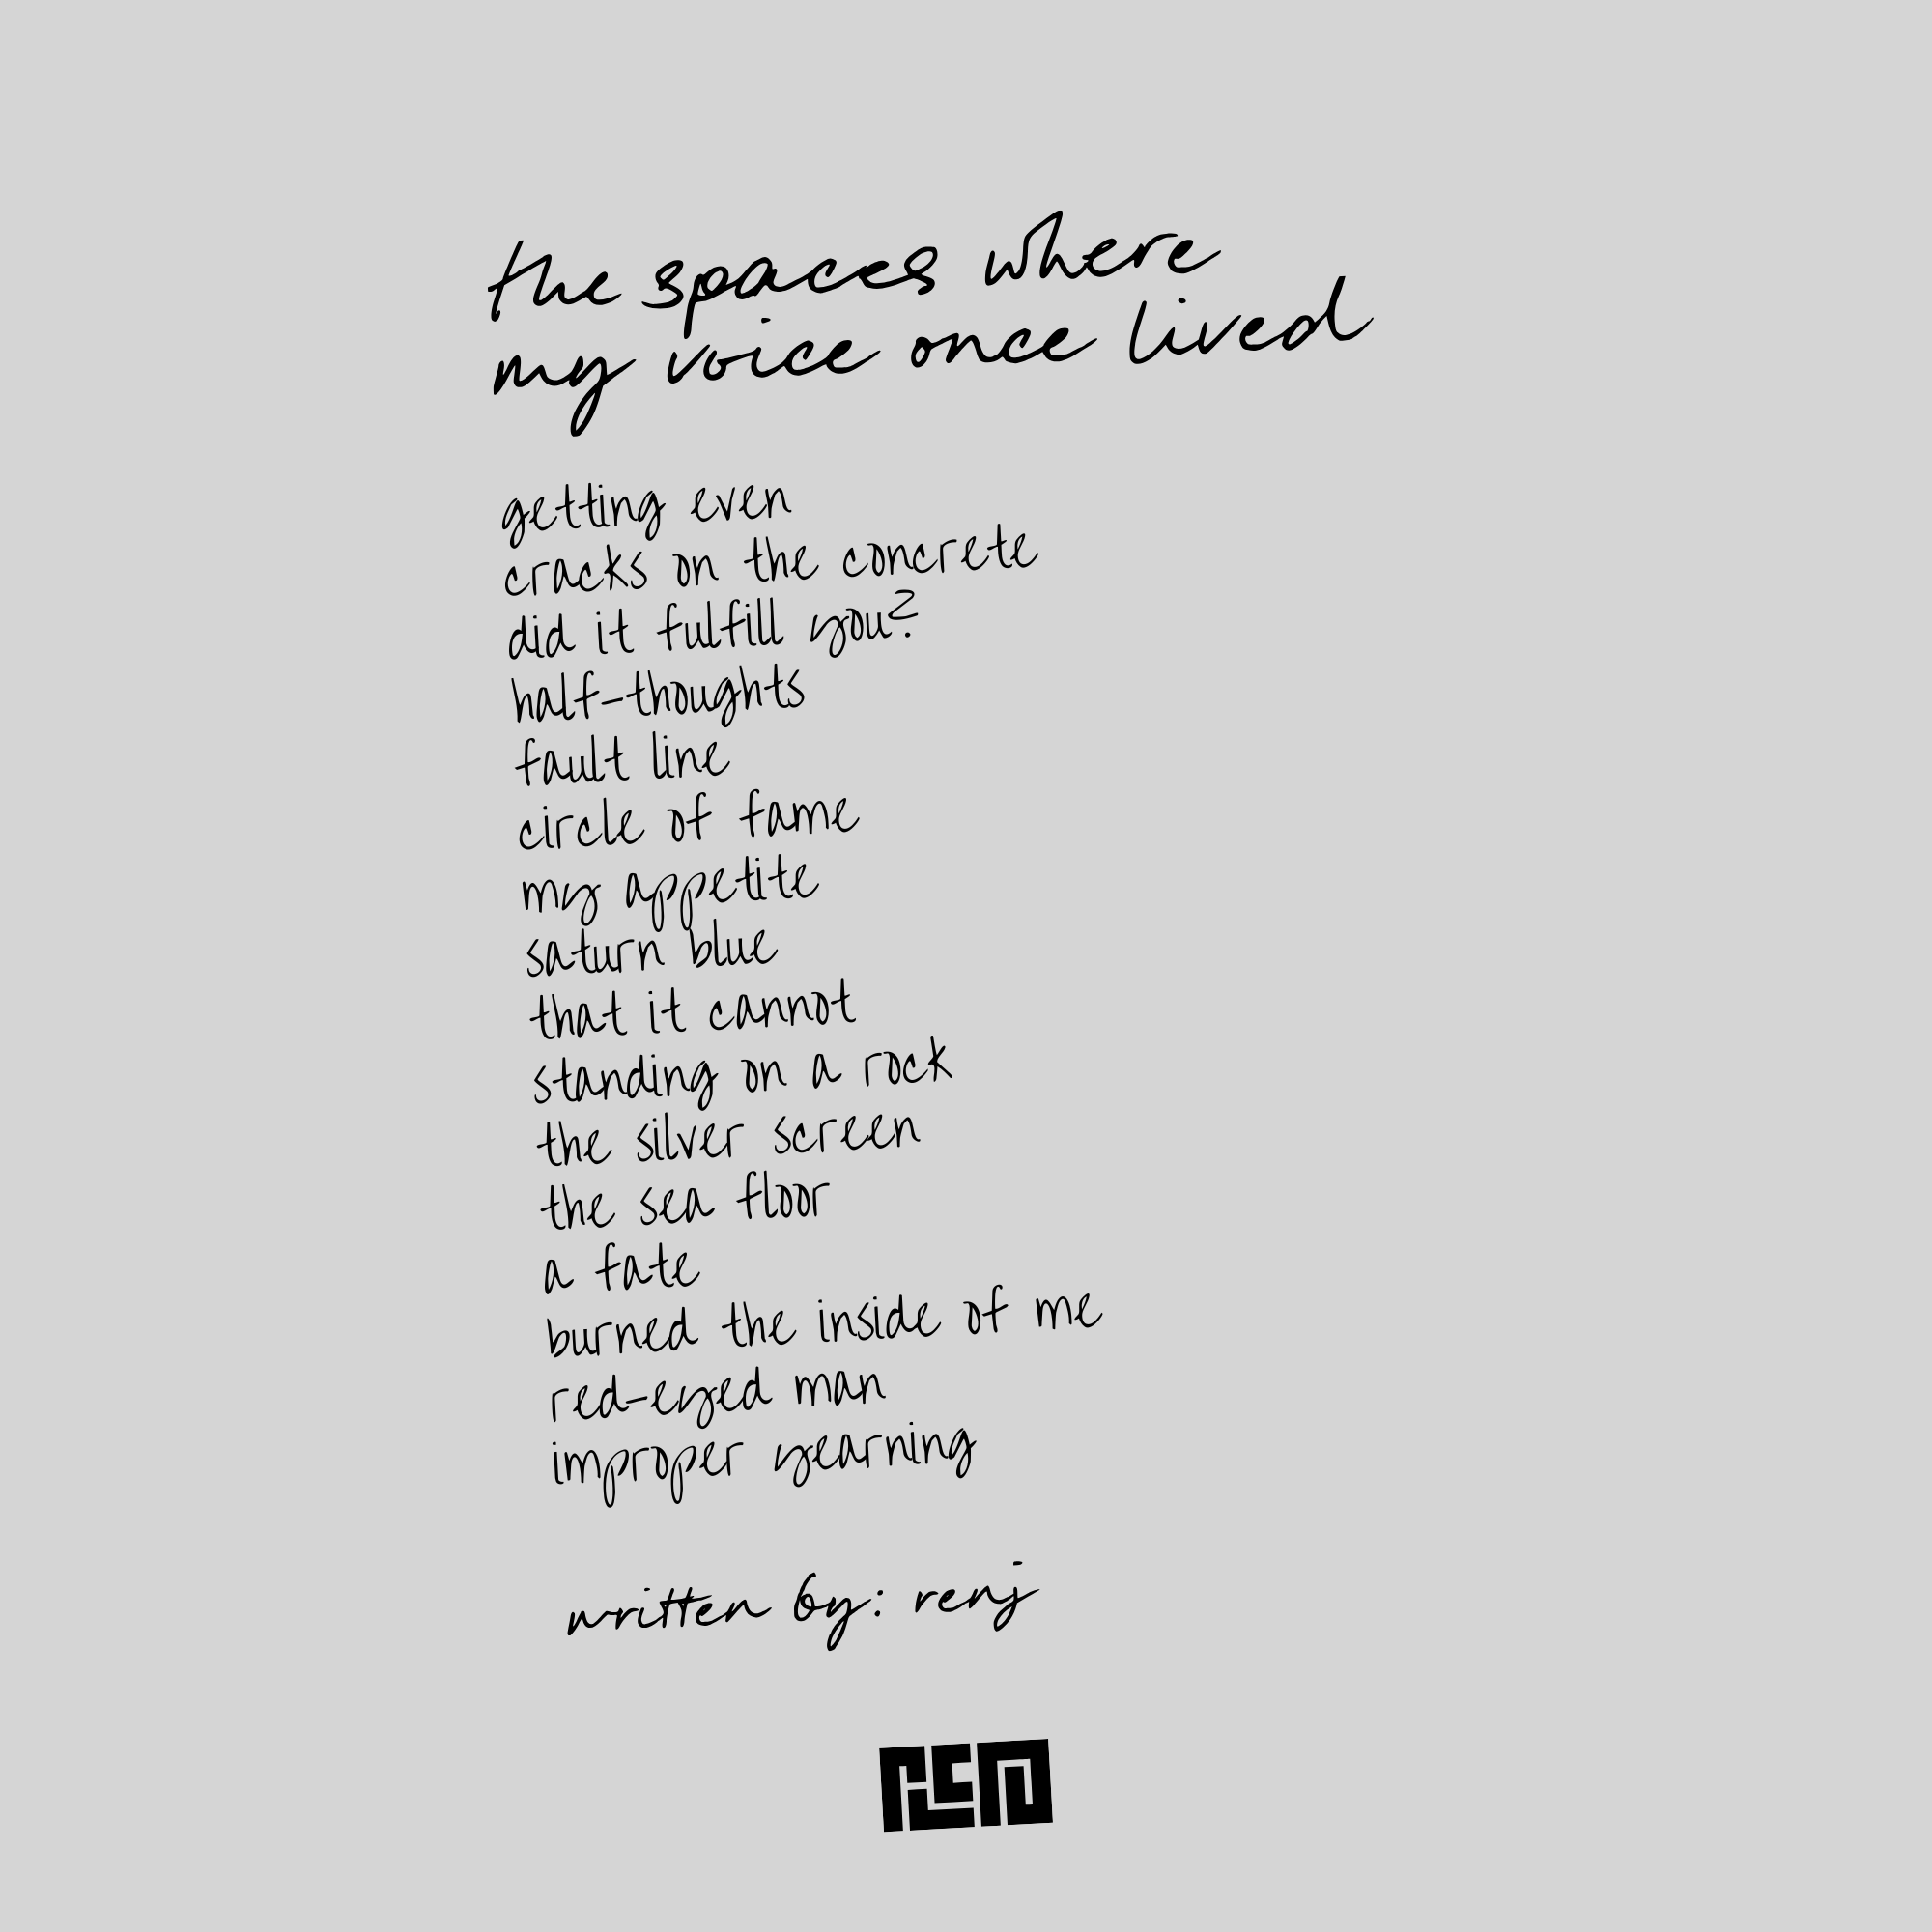 the spaces where
my voice once lived
getting even
cracks on the concrete
did it fulfill you?
half-thoughts
fault line
circle of fame
my appetite
saturn blue
that it cannot
standing on a rock
the silver screen
the sea floor
a fate
burned the inside of me
red-eyed man
improper yearning
written by: renj